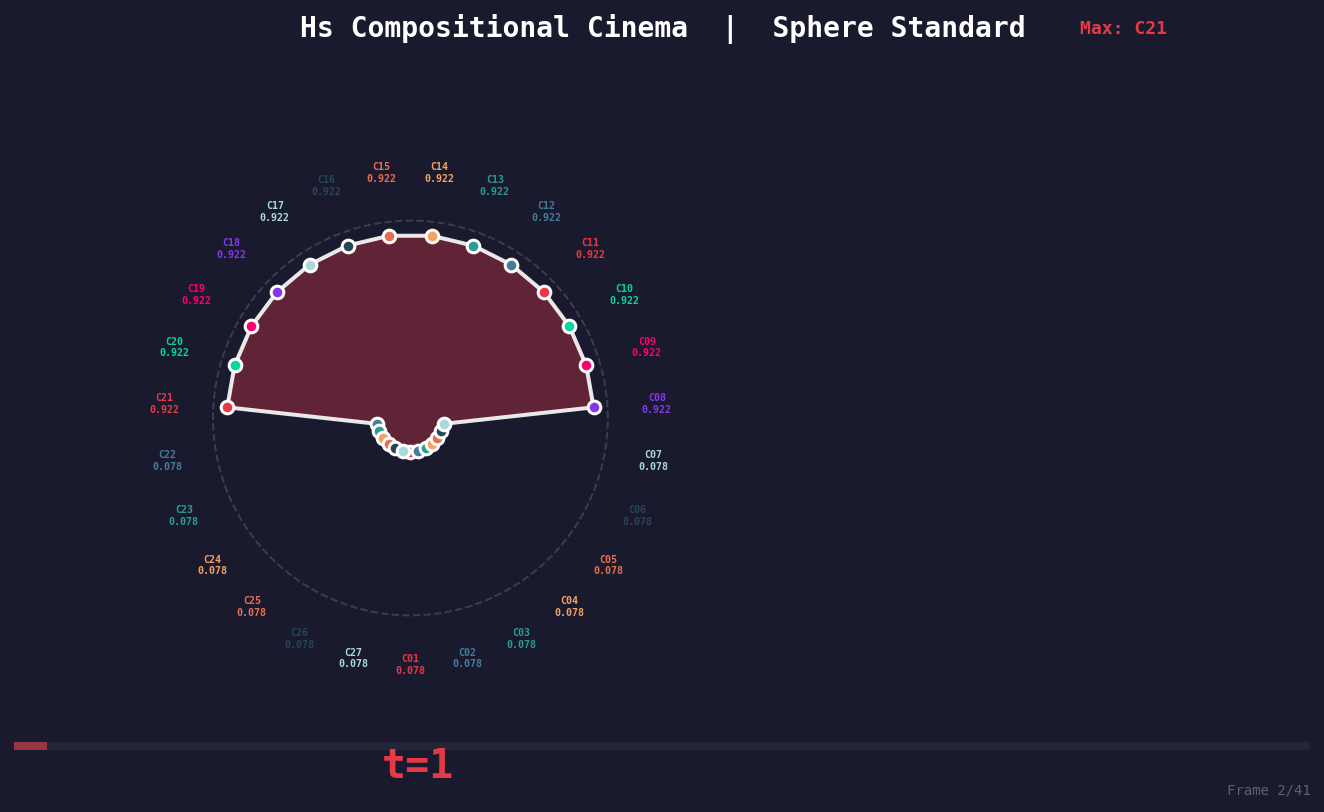 Hs Compositional Cinema | Sphere Standard
Max: C21
C15
0.922
C14
0.922
C16
0.922
C13
0.922
C17
0.922
C12
0.922
C18
0.922
C11
0.922
C19
0.922
C10
0.922
C20
0.922
C09
0.922
C21
0.922
C08
0.922
C22
0.078
C07
0.078
C23
0.078
C06
0.078
C24
0.078
C05
0.078
C25
0.078
C04
0.078
C26
0.078
C03
0.078
C27
0.078
C01
0.078
C02
0.078
t=1
Frame 2/41